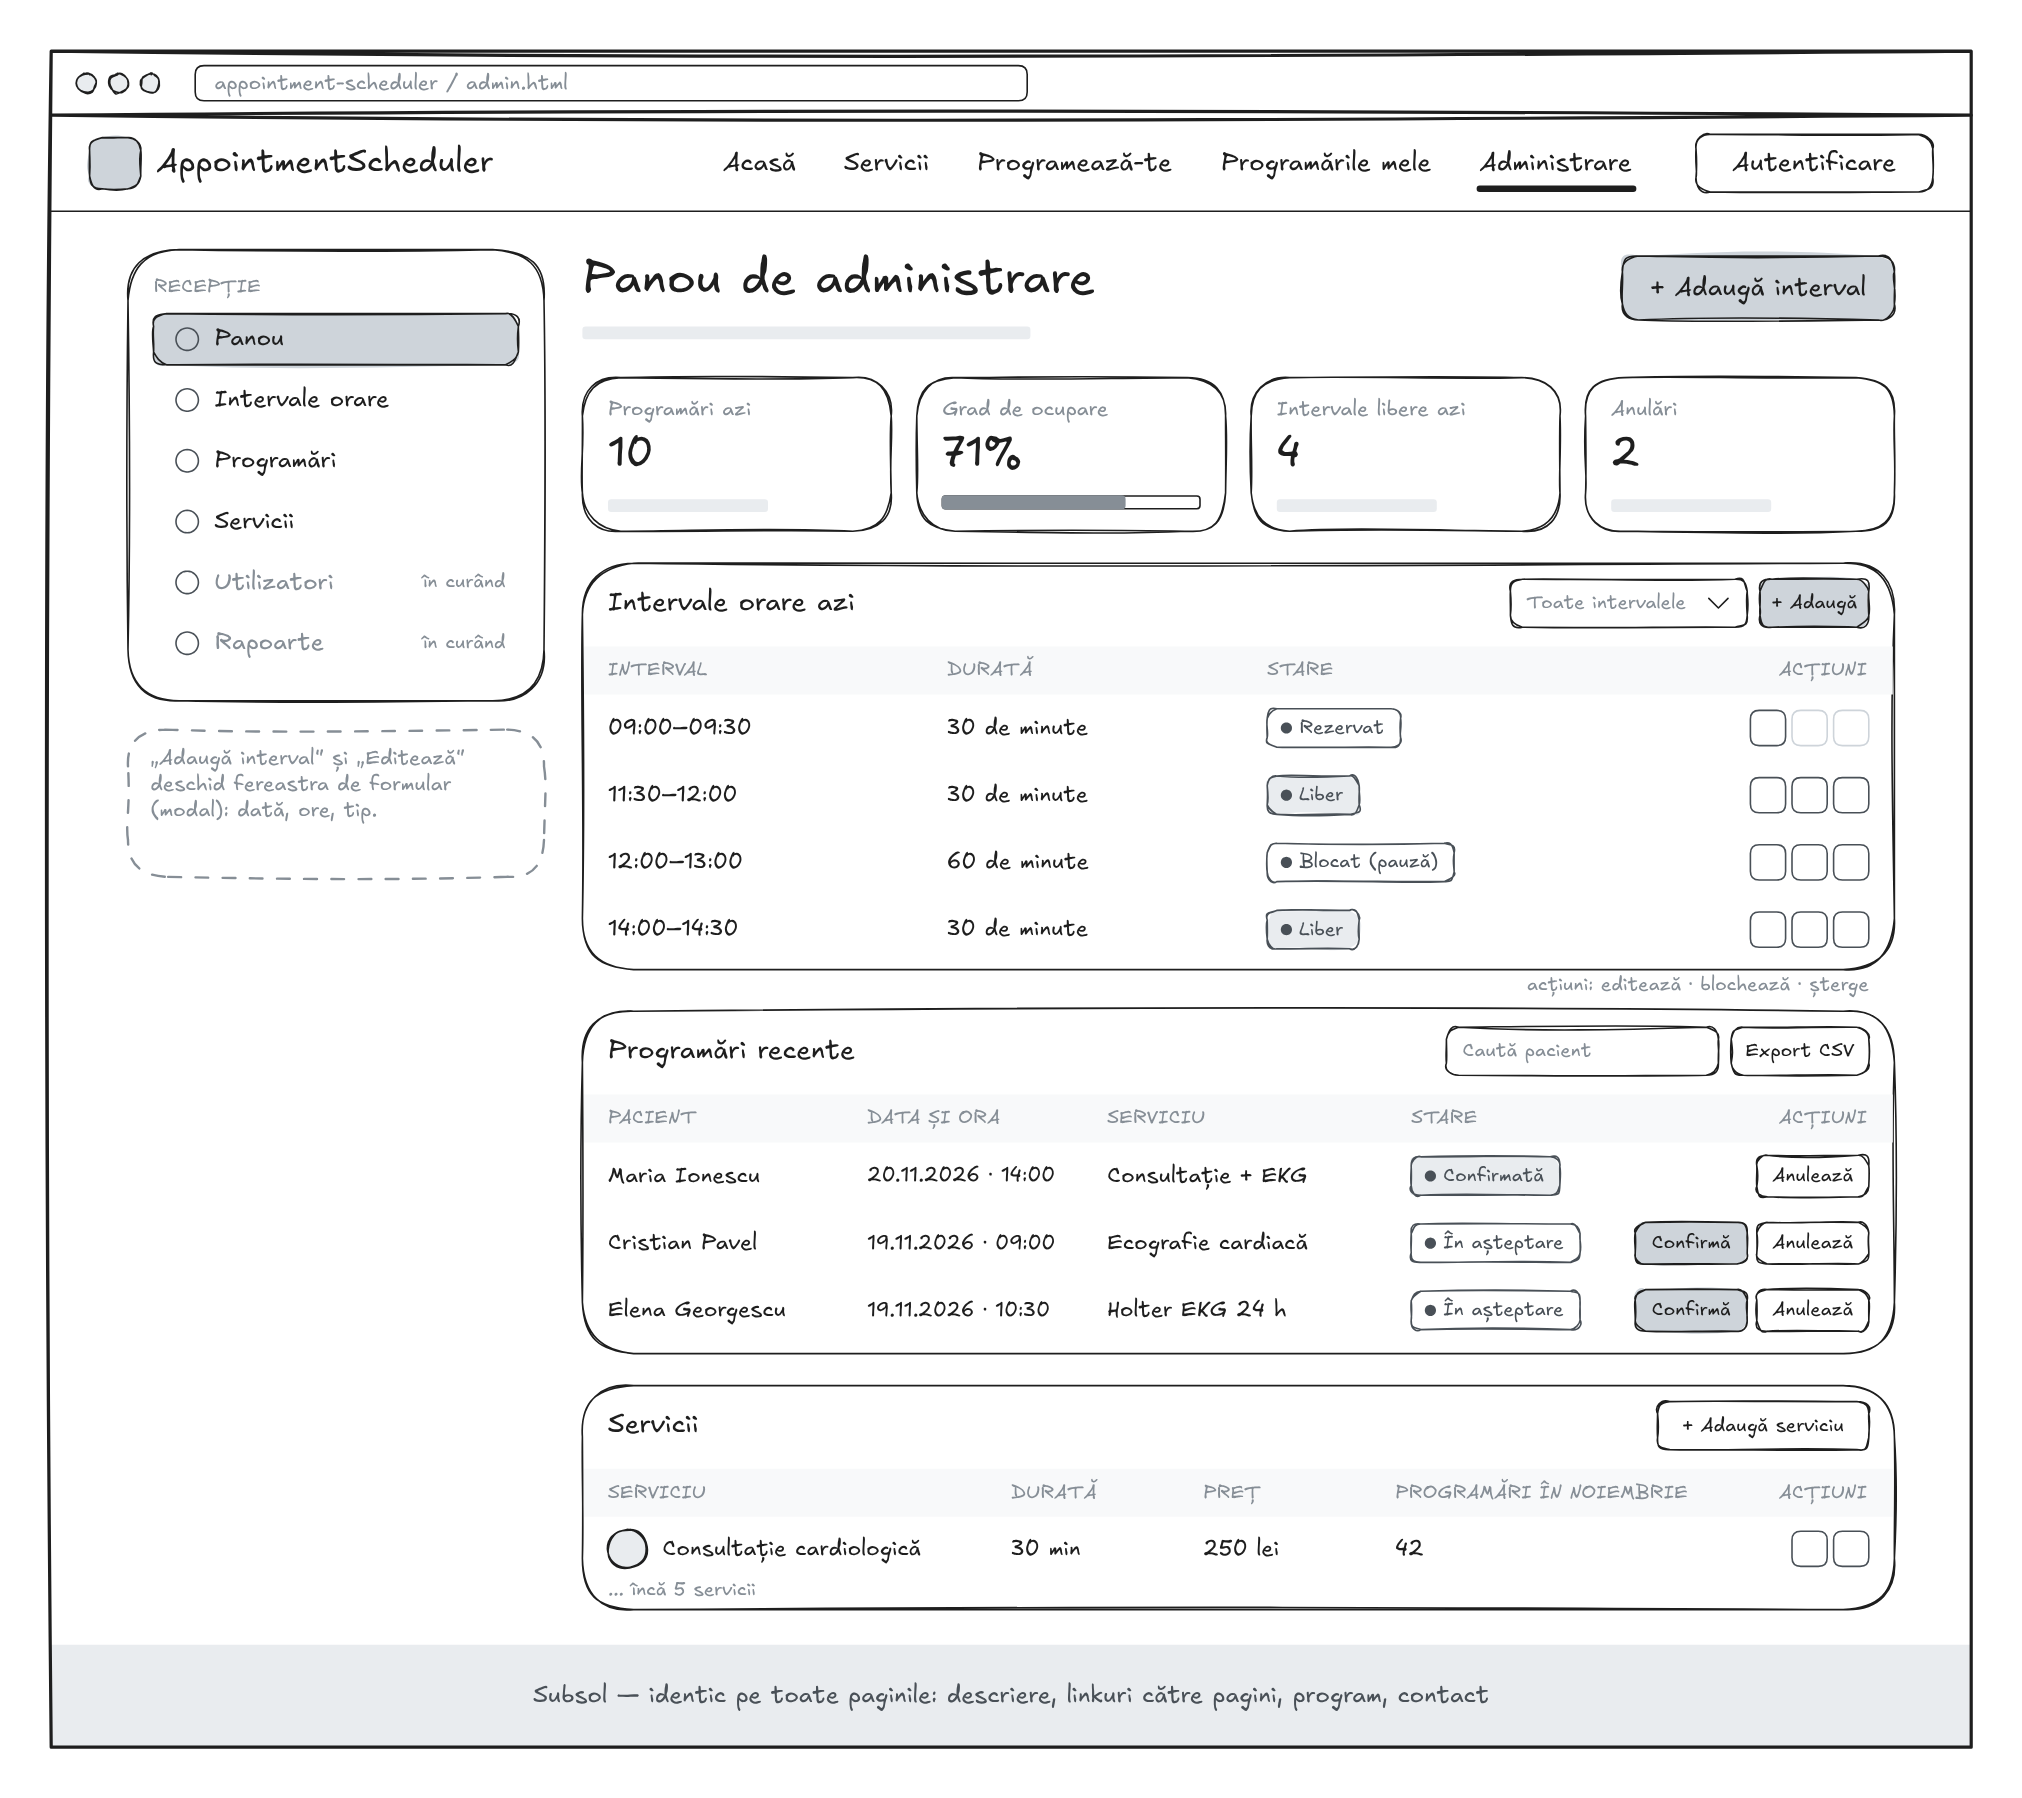 appointment-scheduler / admin.html
AppointmentScheduler
Acasă
Servicii
Programează-te
Programările mele
Administrare
Autentificare
RECEPȚIE
Panou
Intervale orare
Programări
Servicii
Utilizatori în curând
Rapoarte în curând
„Adaugă interval” și „Editează”
deschid fereastra de formular
(modal): dată, ore, tip.
Panou de administrare
+ Adaugă interval
Programări azi
10
Grad de ocupare
71%
Intervale libere azi
4
Anulări
2
Intervale orare azi
Toate intervalele
+ Adaugă
INTERVAL DURATĂ STARE ACȚIUNI
09:00–09:30 30 de minute Rezervat
11:30–12:00 30 de minute Liber
12:00–13:00 60 de minute Blocat (pauză)
14:00–14:30 30 de minute Liber
acțiuni: editează · blochează · șterge
Programări recente
Caută pacient
Export CSV
PACIENT DATA ȘI ORA SERVICIU STARE ACȚIUNI
Maria Ionescu 20.11.2026 · 14:00 Consultație + EKG Confirmată Anulează
Cristian Pavel 19.11.2026 · 09:00 Ecografie cardiacă În așteptare Confirmă Anulează
Elena Georgescu 19.11.2026 · 10:30 Holter EKG 24 h În așteptare Confirmă Anulează
Servicii
+ Adaugă serviciu
SERVICIU DURATĂ PREȚ PROGRAMĂRI ÎN NOIEMBRIE ACȚIUNI
Consultație cardiologică 30 min 250 lei 42
... încă 5 servicii
Subsol — identic pe toate paginile: descriere, linkuri către pagini, program, contact